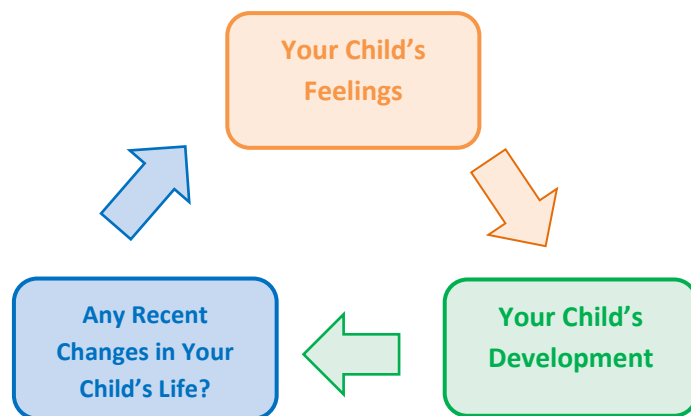 Your Child’s
Feelings
Your Child’s
Development
Any Recent
Changes in Your
Child’s Life?